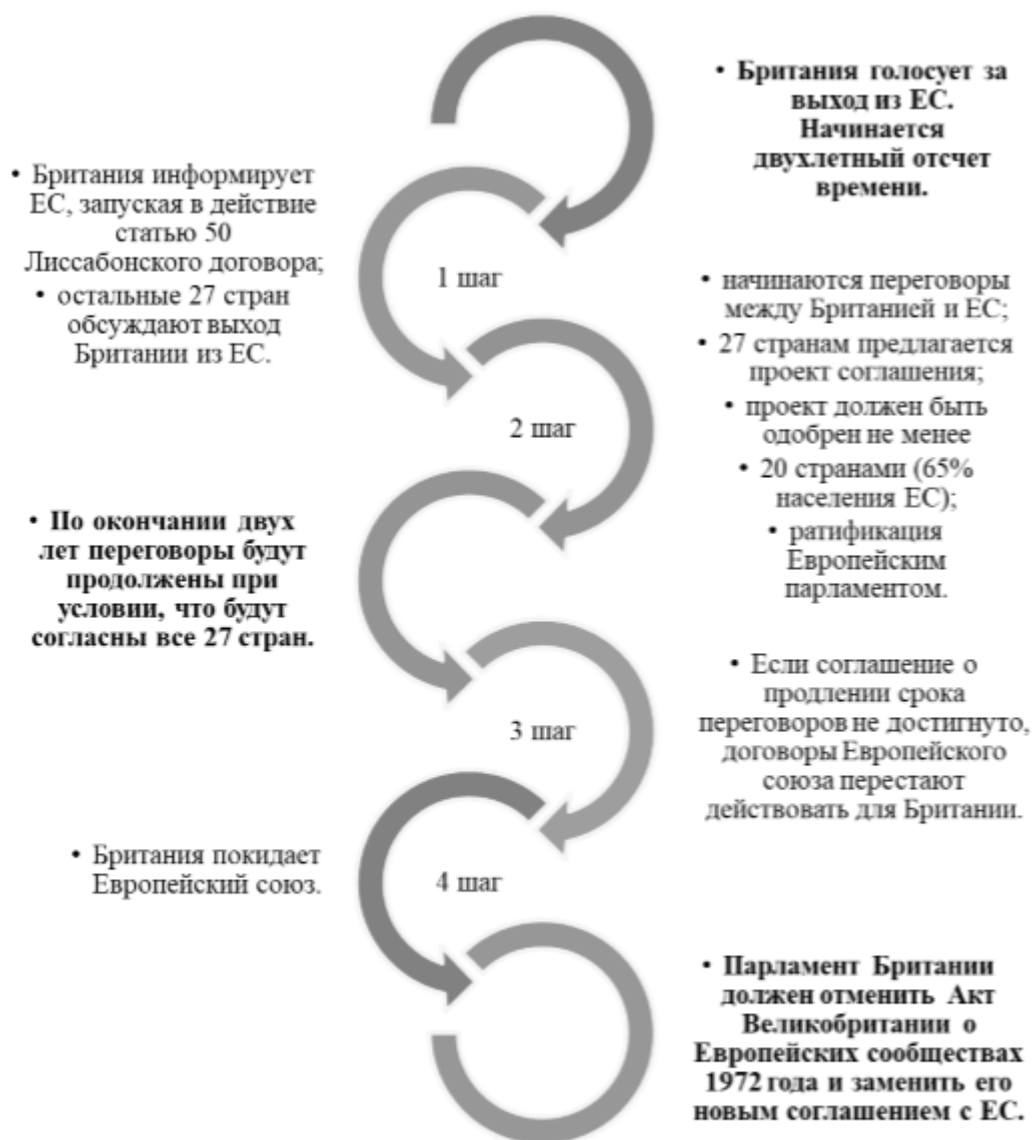 • Британия голосует за
выход из ЕС.
Начинается
двухлетный отсчет
времени.
• Британия информирует
ЕС, запуская в действие
статью 50
Лиссабонского договора;
• остальные 27 стран
обсуждают выход
Британии из ЕС.
1 шаг
• начинаются переговоры
между Британией и ЕС;
• 27 странам предлагается
проект соглашения;
• проект должен быть
одобрен не менее
• 20 странами (65%
населения ЕС);
• ратификация
Европейским
парламентом.
2 шаг
• По окончании двух
лет переговоры будут
продолжены при
условии, что будут
согласны все 27 стран.
3 шаг
• Если соглашение о
продлении срока
переговоров не достигнуто,
договоры Европейского
союза перестают
действовать для Британии.
• Британия покидает
Европейский союз.
4 шаг
• Парламент Британии
должен отменить Акт
Великобритании о
Европейских сообществах
1972 года и заменить его
новым соглашением с ЕС.